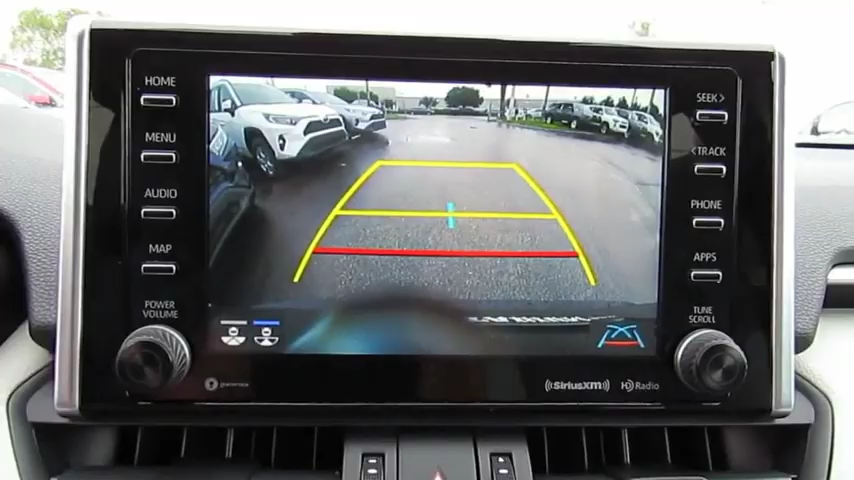 HOME
MENU
AUDIO
MAP
POWER
VOLUME
SEEK >
< TRACK
PHONE
APPS
TUNE
SCROLL
((SiriusXM))
HD Radio